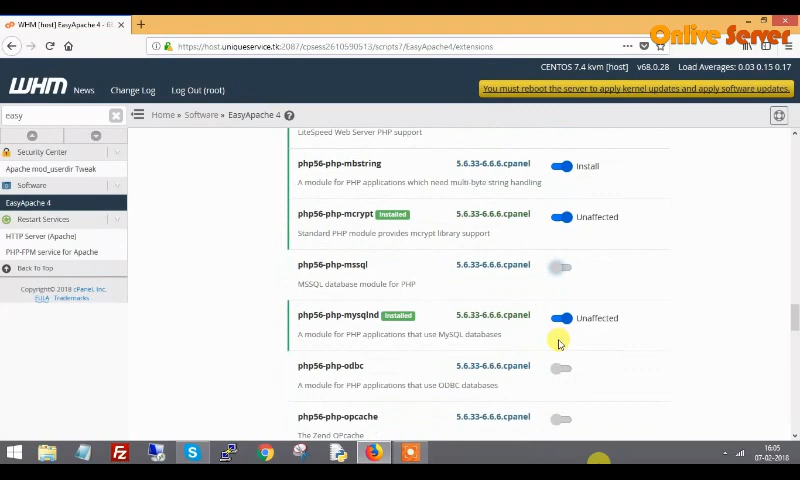 WHM [host] EasyApache 4 - 68
Onlive Server
https://host.uniqueservice.tk:2087/cpsess2610590513/scripts7/EasyApache4/extensions
CENTOS 7.4 kvm [host] v68.0.28 Load Averages: 0.03 0.15 0.17
WHM News Change Log Log Out (root)
You must reboot the server to apply kernel updates and apply software updates.
easy
Home » Software » EasyApache 4
Security Center
Apache mod_userdir Tweak
Software
EasyApache 4
Restart Services
HTTP Server (Apache)
PHP-FPM service for Apache
Back To Top
Copyright© 2018 cPanel, Inc.
EULA Trademarks
LiteSpeed Web Server PHP support
php56-php-mbstring 5.6.33-6.6.6.cpanel Install
A module for PHP applications which need multi-byte string handling
php56-php-mcrypt Installed 5.6.33-6.6.6.cpanel Unaffected
Standard PHP module provides mcrypt library support
php56-php-mssql 5.6.33-6.6.6.cpanel
MSSQL database module for PHP
php56-php-mysqlnd Installed 5.6.33-6.6.6.cpanel Unaffected
A module for PHP applications that use MySQL databases
php56-php-odbc 5.6.33-6.6.6.cpanel
A module for PHP applications that use ODBC databases
php56-php-opcache 5.6.33-6.6.6.cpanel
The Zend OPcache
16:05
07-02-2018